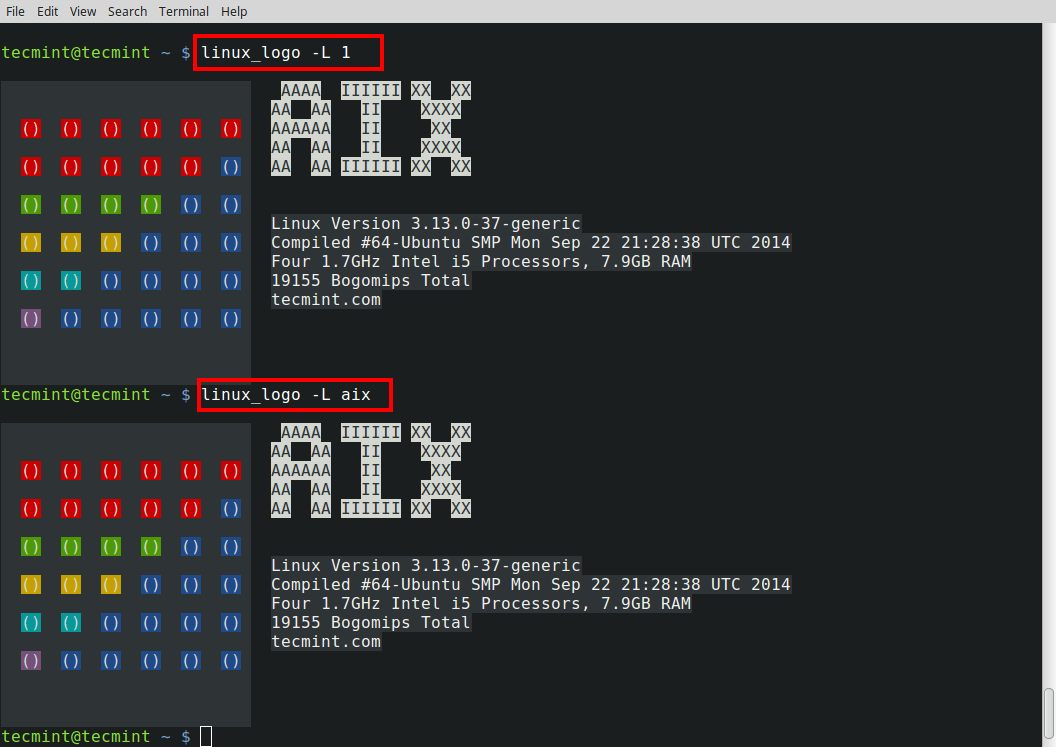 File Edit View Search Terminal Help
tecmint@tecmint ~ $ linux_logo -L 1
AAAA IIIIII XX XX
AA AA II XXXX
() () () () () () AAAAAA II XX
AA AA II XXXX
() () () () () () AA AA IIIIII XX XX
() () () () () ()
Linux Version 3.13.0-37-generic
() () () () () () Compiled #64-Ubuntu SMP Mon Sep 22 21:28:38 UTC 2014
Four 1.7GHz Intel i5 Processors, 7.9GB RAM
() () () () () () 19155 Bogomips Total
tecmint.com
() () () () () ()
tecmint@tecmint ~ $ linux_logo -L aix
AAAA IIIIII XX XX
AA AA II XXXX
() () () () () () AAAAAA II XX
AA AA II XXXX
() () () () () () AA AA IIIIII XX XX
() () () () () ()
Linux Version 3.13.0-37-generic
() () () () () () Compiled #64-Ubuntu SMP Mon Sep 22 21:28:38 UTC 2014
Four 1.7GHz Intel i5 Processors, 7.9GB RAM
() () () () () () 19155 Bogomips Total
tecmint.com
() () () () () ()
tecmint@tecmint ~ $